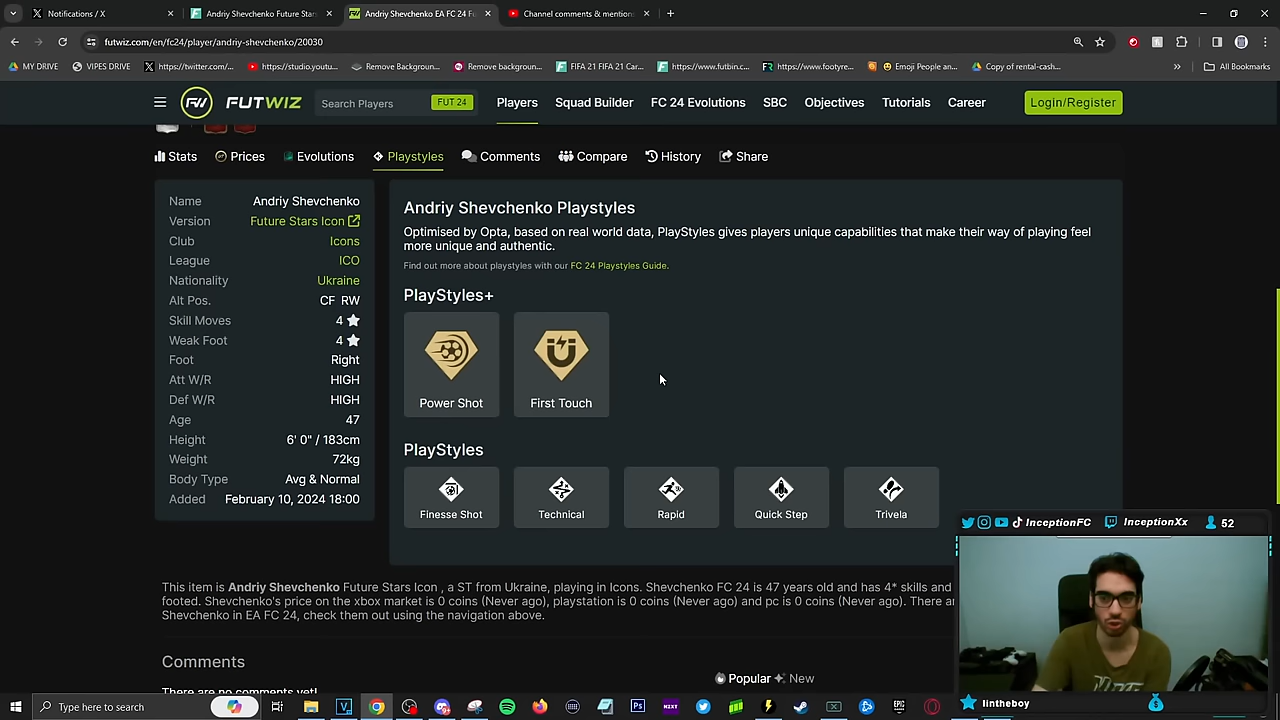 Notifications / X
Andriy Shevchenko Future Stars
Andriy Shevchenko EA FC 24 F
Channel comments & mention
futwiz.com/en/fc24/player/andriy-shevchenko/20030
MY DRIVE
VIPES DRIVE
https://twitter.com/...
https://studio.youtu...
Remove Backgroun...
Remove backgroun...
FIFA 21 FIFA 21 Car...
https://www.futbin.c...
https://www.footyre...
Emoji People an...
Copy of rental-cash...
All Bookmarks
FW FUTWIZ
Search Players
FUT 24
Players
Squad Builder
FC 24 Evolutions
SBC
Objectives
Tutorials
Career
Login/Register
Stats
Prices
Evolutions
Playstyles
Comments
Compare
History
Share
Name Andriy Shevchenko
Version Future Stars Icon
Club Icons
League ICO
Nationality Ukraine
Alt Pos. CF RW
Skill Moves 4
Weak Foot 4
Foot Right
Att W/R HIGH
Def W/R HIGH
Age 47
Height 6' 0" / 183cm
Weight 72kg
Body Type Avg & Normal
Added February 10, 2024 18:00
Andriy Shevchenko Playstyles
Optimised by Opta, based on real world data, PlayStyles gives players unique capabilities that make their way of playing feel
more unique and authentic.
Find out more about playstyles with our FC 24 Playstyles Guide.
PlayStyles+
Power Shot
First Touch
PlayStyles
Finesse Shot
Technical
Rapid
Quick Step
Trivela
InceptionFC
InceptionXx
52
This item is Andriy Shevchenko Future Stars Icon , a ST from Ukraine, playing in Icons. Shevchenko FC 24 is 47 years old and has 4* skills and
footed. Shevchenko's price on the xbox market is 0 coins (Never ago), playstation is 0 coins (Never ago) and pc is 0 coins (Never ago). There ar
Shevchenko in EA FC 24, check them out using the navigation above.
Comments
There are no comments yet!
Popular
New
lintheboy
Type here to search